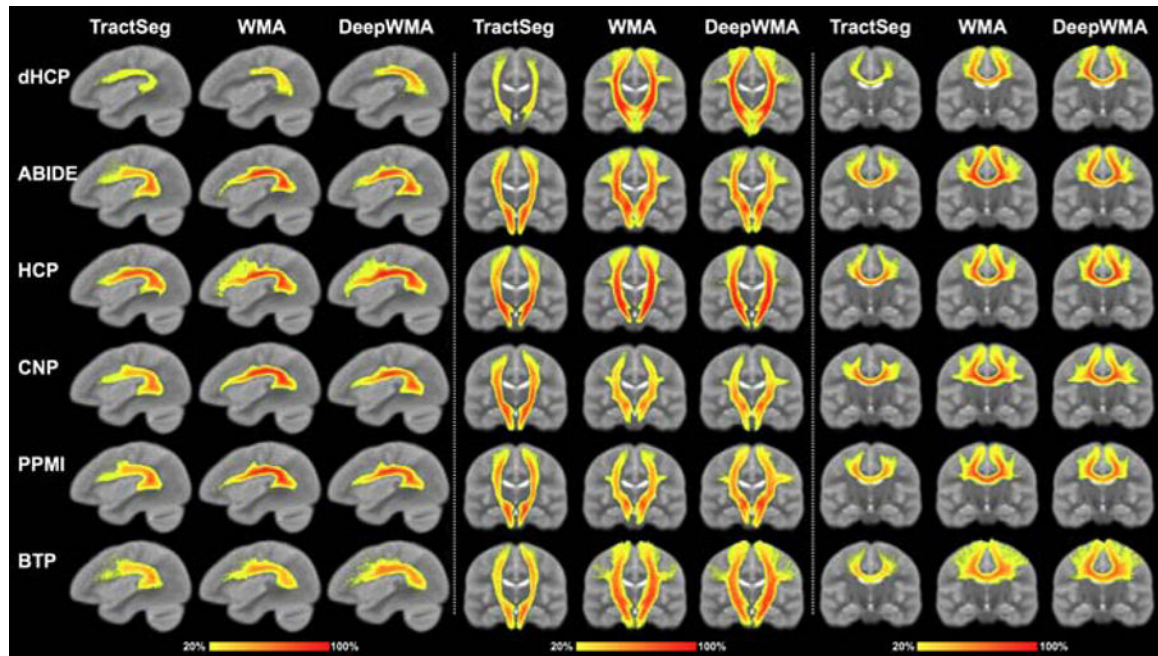 TractSeg WMA DeepWMA TractSeg WMA DeepWMA TractSeg WMA DeepWMA
dHCP
ABIDE
HCP
CNP
PPMI
BTP
20% 100% 20% 100% 20% 100%